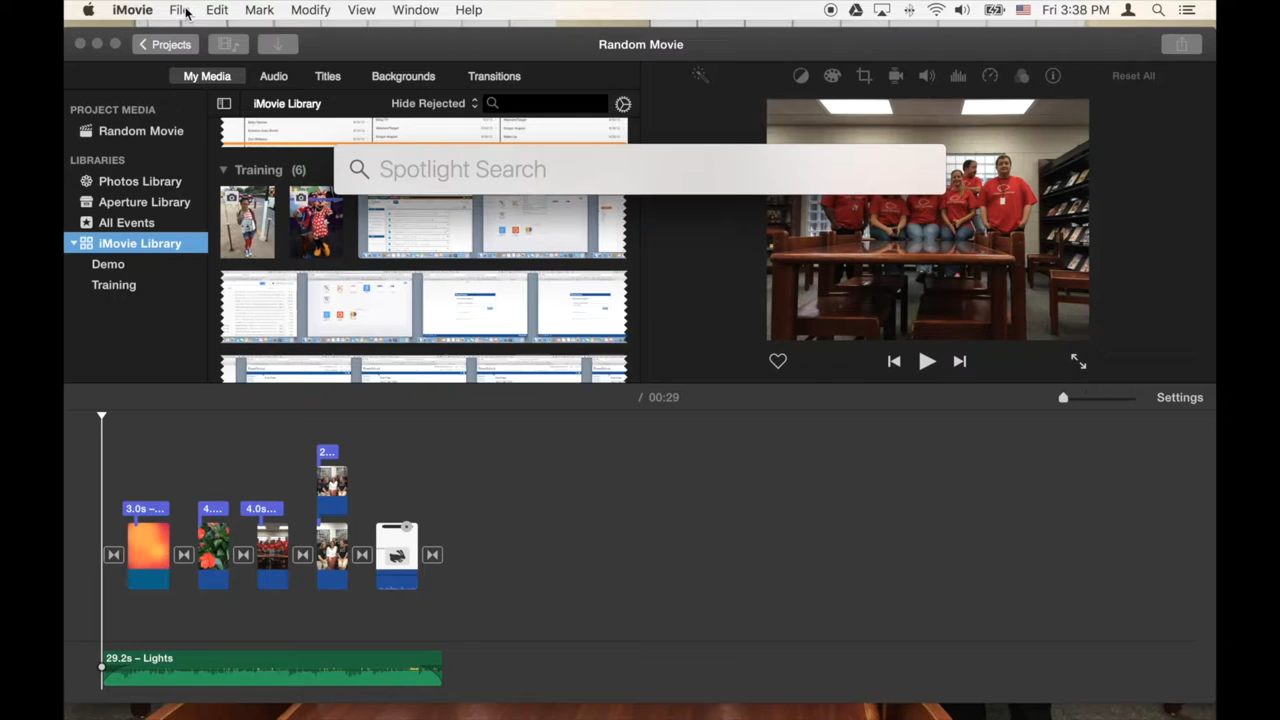 iMovie File Edit Mark Modify View Window Help Fri 3:38 PM
Projects Random Movie
My Media Audio Titles Backgrounds Transitions Reset All
PROJECT MEDIA iMovie Library Hide Rejected
Random Movie
LIBRARIES
Training (6) Spotlight Search
Photos Library
Aperture Library
All Events
iMovie Library
Demo
Training
/ 00:29 Settings
2...
3.0s –... 4.... 4.0s...
29.2s – Lights